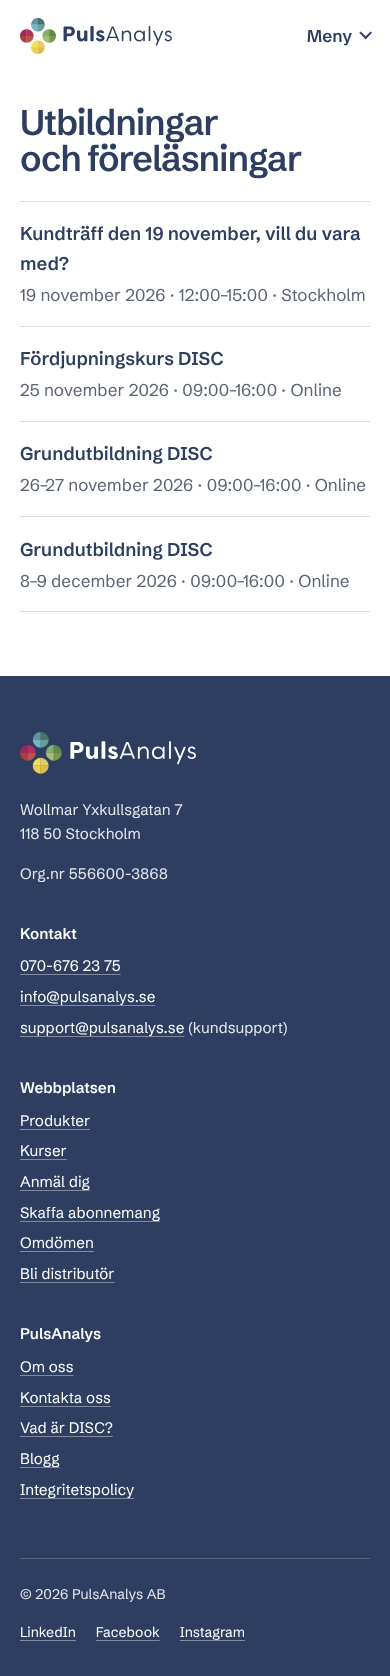 PulsAnalys
Meny
Utbildningar
och föreläsningar
Kundträff den 19 november, vill du vara
med?
19 november 2026 · 12:00–15:00 · Stockholm
Fördjupningskurs DISC
25 november 2026 · 09:00–16:00 · Online
Grundutbildning DISC
26–27 november 2026 · 09:00–16:00 · Online
Grundutbildning DISC
8–9 december 2026 · 09:00–16:00 · Online
PulsAnalys
Wollmar Yxkullsgatan 7
118 50 Stockholm
Org.nr 556600-3868
Kontakt
070-676 23 75
info@pulsanalys.se
support@pulsanalys.se (kundsupport)
Webbplatsen
Produkter
Kurser
Anmäl dig
Skaffa abonnemang
Omdömen
Bli distributör
PulsAnalys
Om oss
Kontakta oss
Vad är DISC?
Blogg
Integritetspolicy
© 2026 PulsAnalys AB
LinkedIn Facebook Instagram